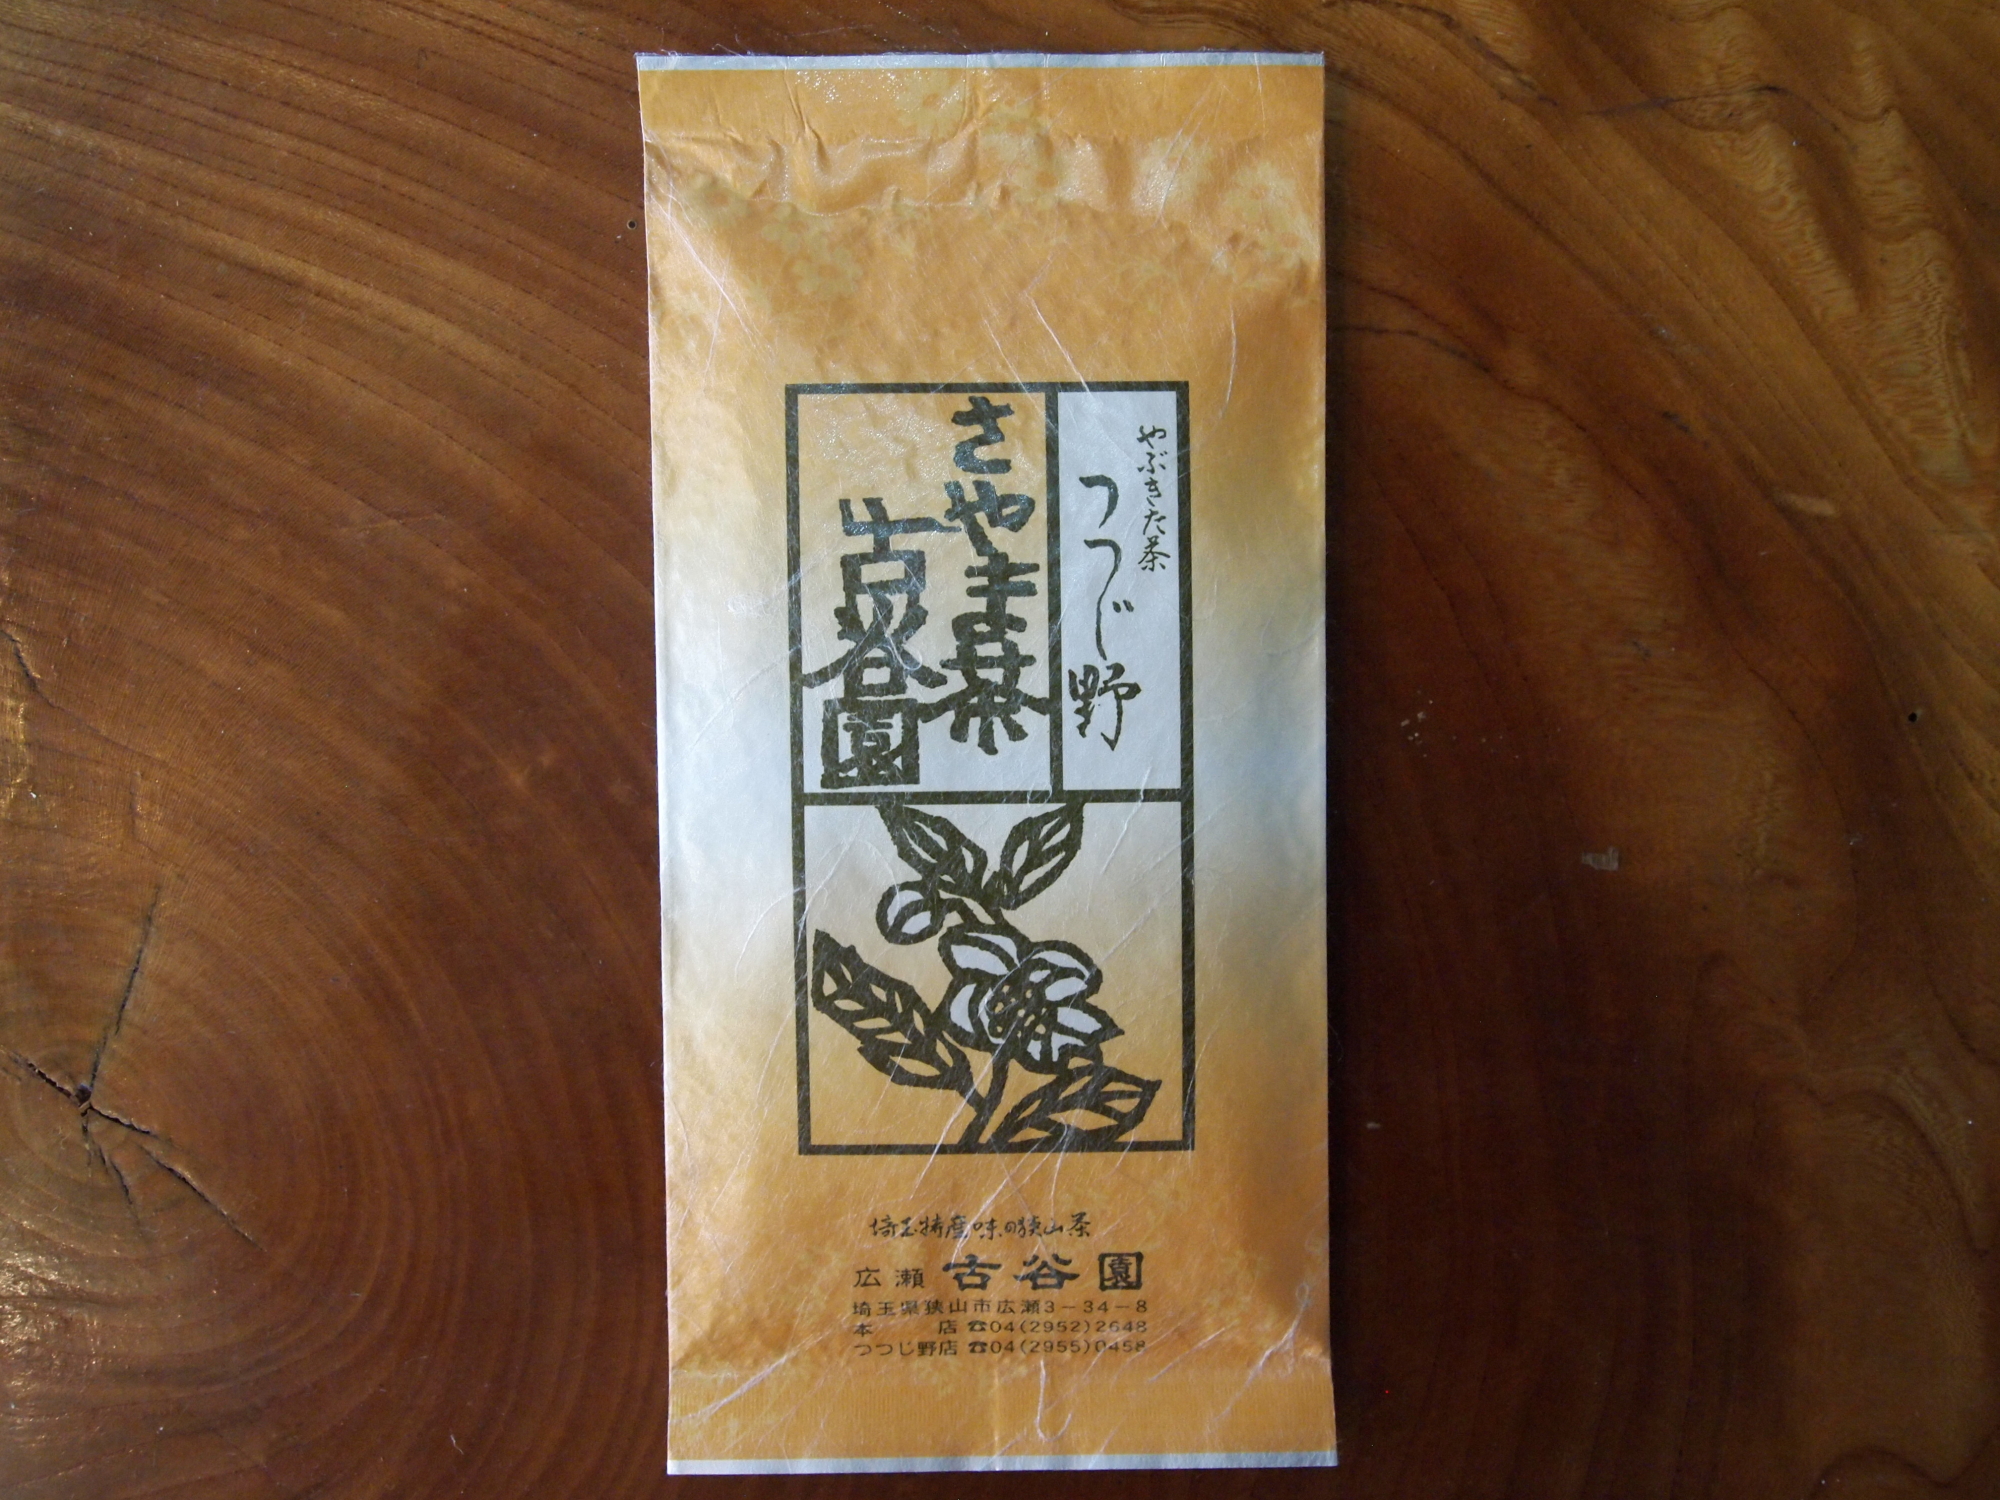 やぶきた茶
つつじ野
さやま茶
古谷園
埼玉特産味の狭山茶
広瀬 古谷園
埼玉県狭山市広瀬3-34-8
本店 ☎04(2952)2648
つつじ野店 ☎04(2955)0458